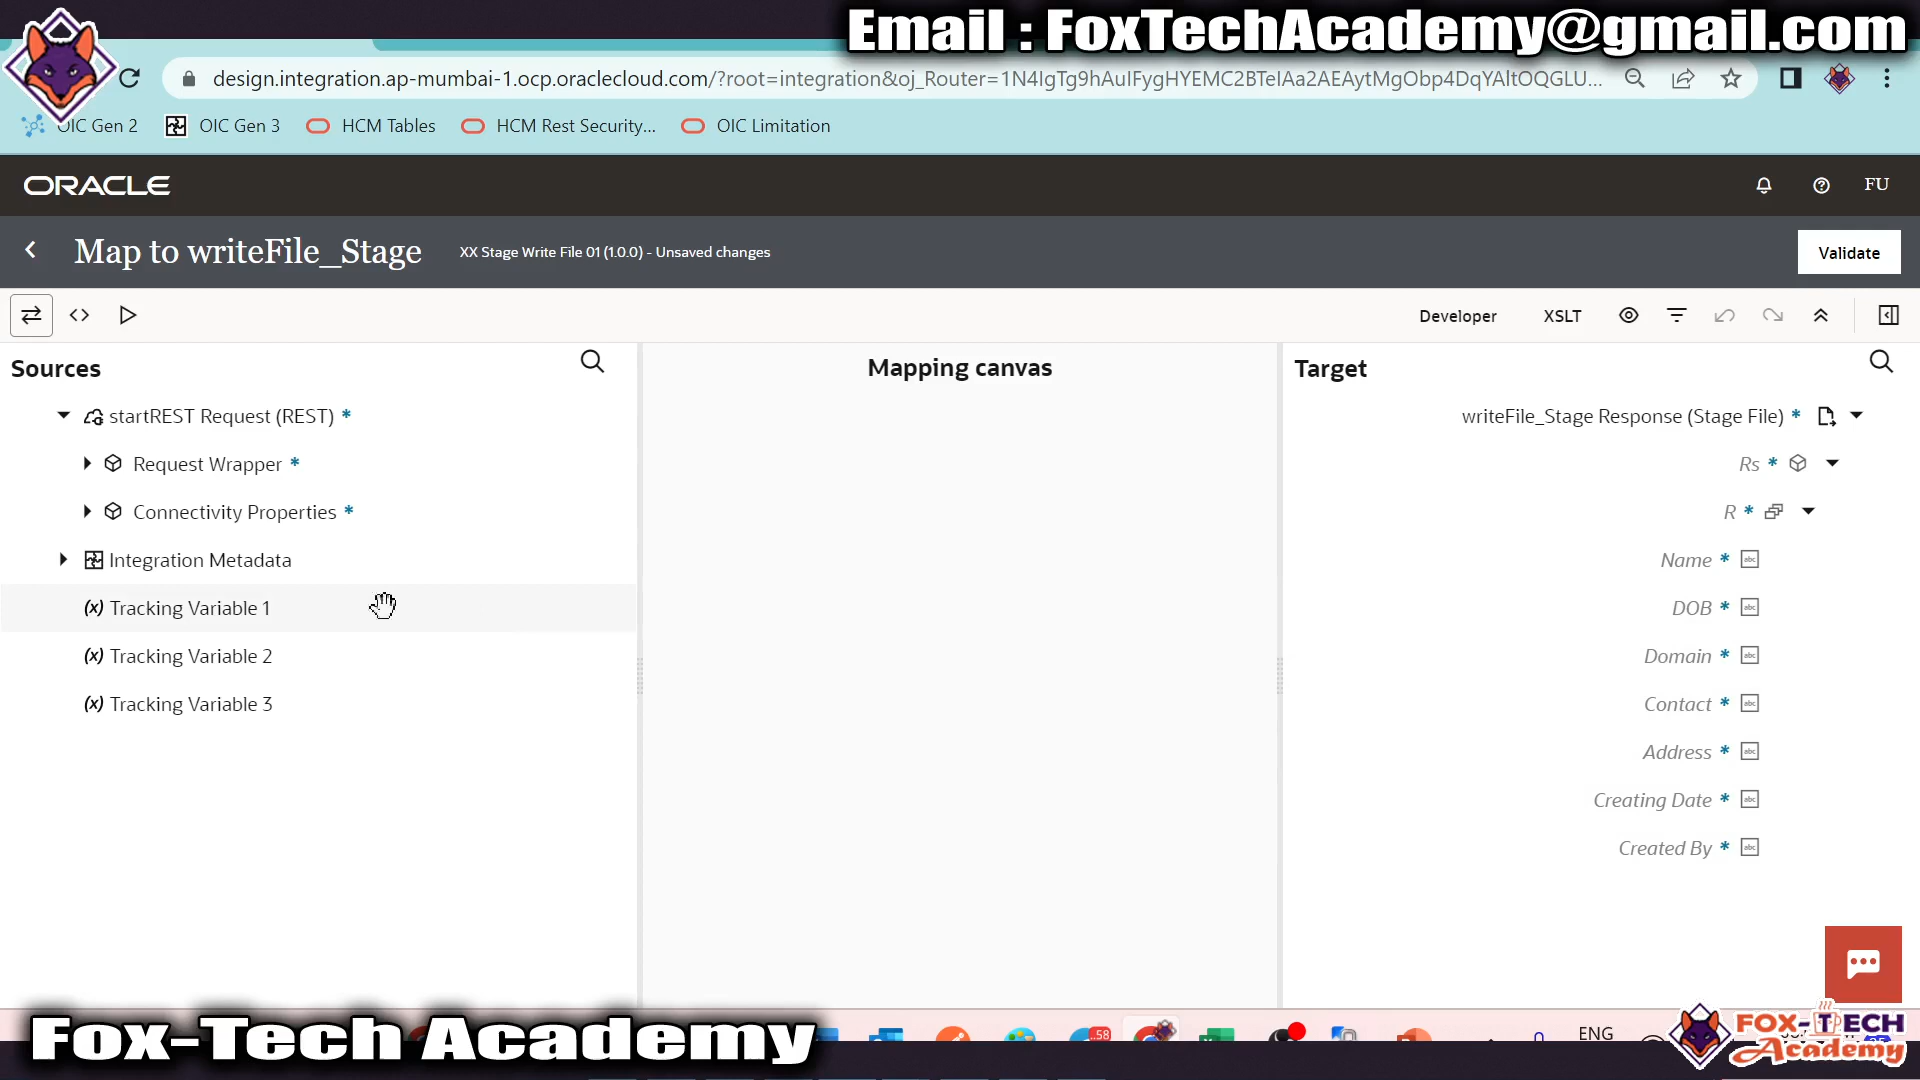 Email : FoxTechAcademy@gmail.com
design.integration.ap-mumbai-1.ocp.oraclecloud.com/?root=integration&oj_Router=1N4IgTg9hAuIFygHYEMC2BTeIAa2AEAytMgObp4DqYAltOQGLU...
OIC Gen 2
OIC Gen 3
HCM Tables
HCM Rest Security...
OIC Limitation
ORACLE
FU
Map to writeFile_Stage
XX Stage Write File 01 (1.0.0) - Unsaved changes
Validate
Developer
XSLT
Sources
Mapping canvas
Target
startREST Request (REST) *
writeFile_Stage Response (Stage File) *
Request Wrapper *
Rs *
Connectivity Properties *
R *
Integration Metadata
Name *
(x) Tracking Variable 1
DOB *
(x) Tracking Variable 2
Domain *
(x) Tracking Variable 3
Contact *
Address *
Creating Date *
Created By *
Fox-Tech Academy
.58
ENG
FOX-TECH
Academy